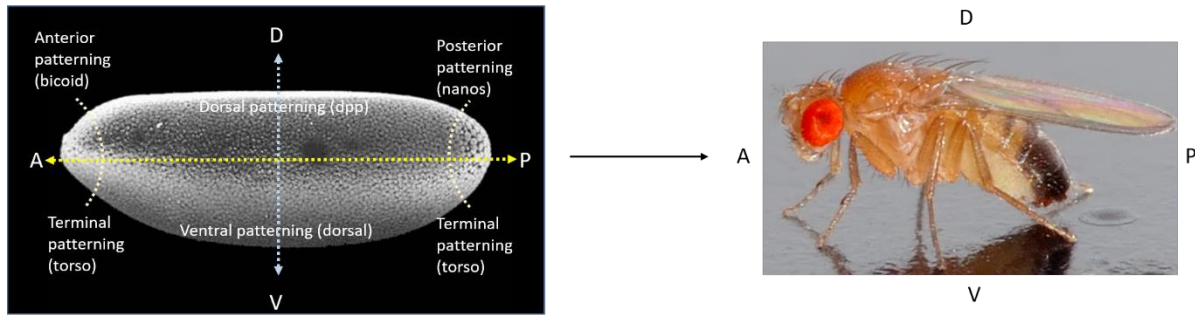 Anterior
patterning
(bicoid)
D
Posterior
patterning
(nanos)
Dorsal patterning (dpp)
A
P
Terminal
patterning
(torso)
Ventral patterning (dorsal)
Terminal
patterning
(torso)
V
D
A
P
V